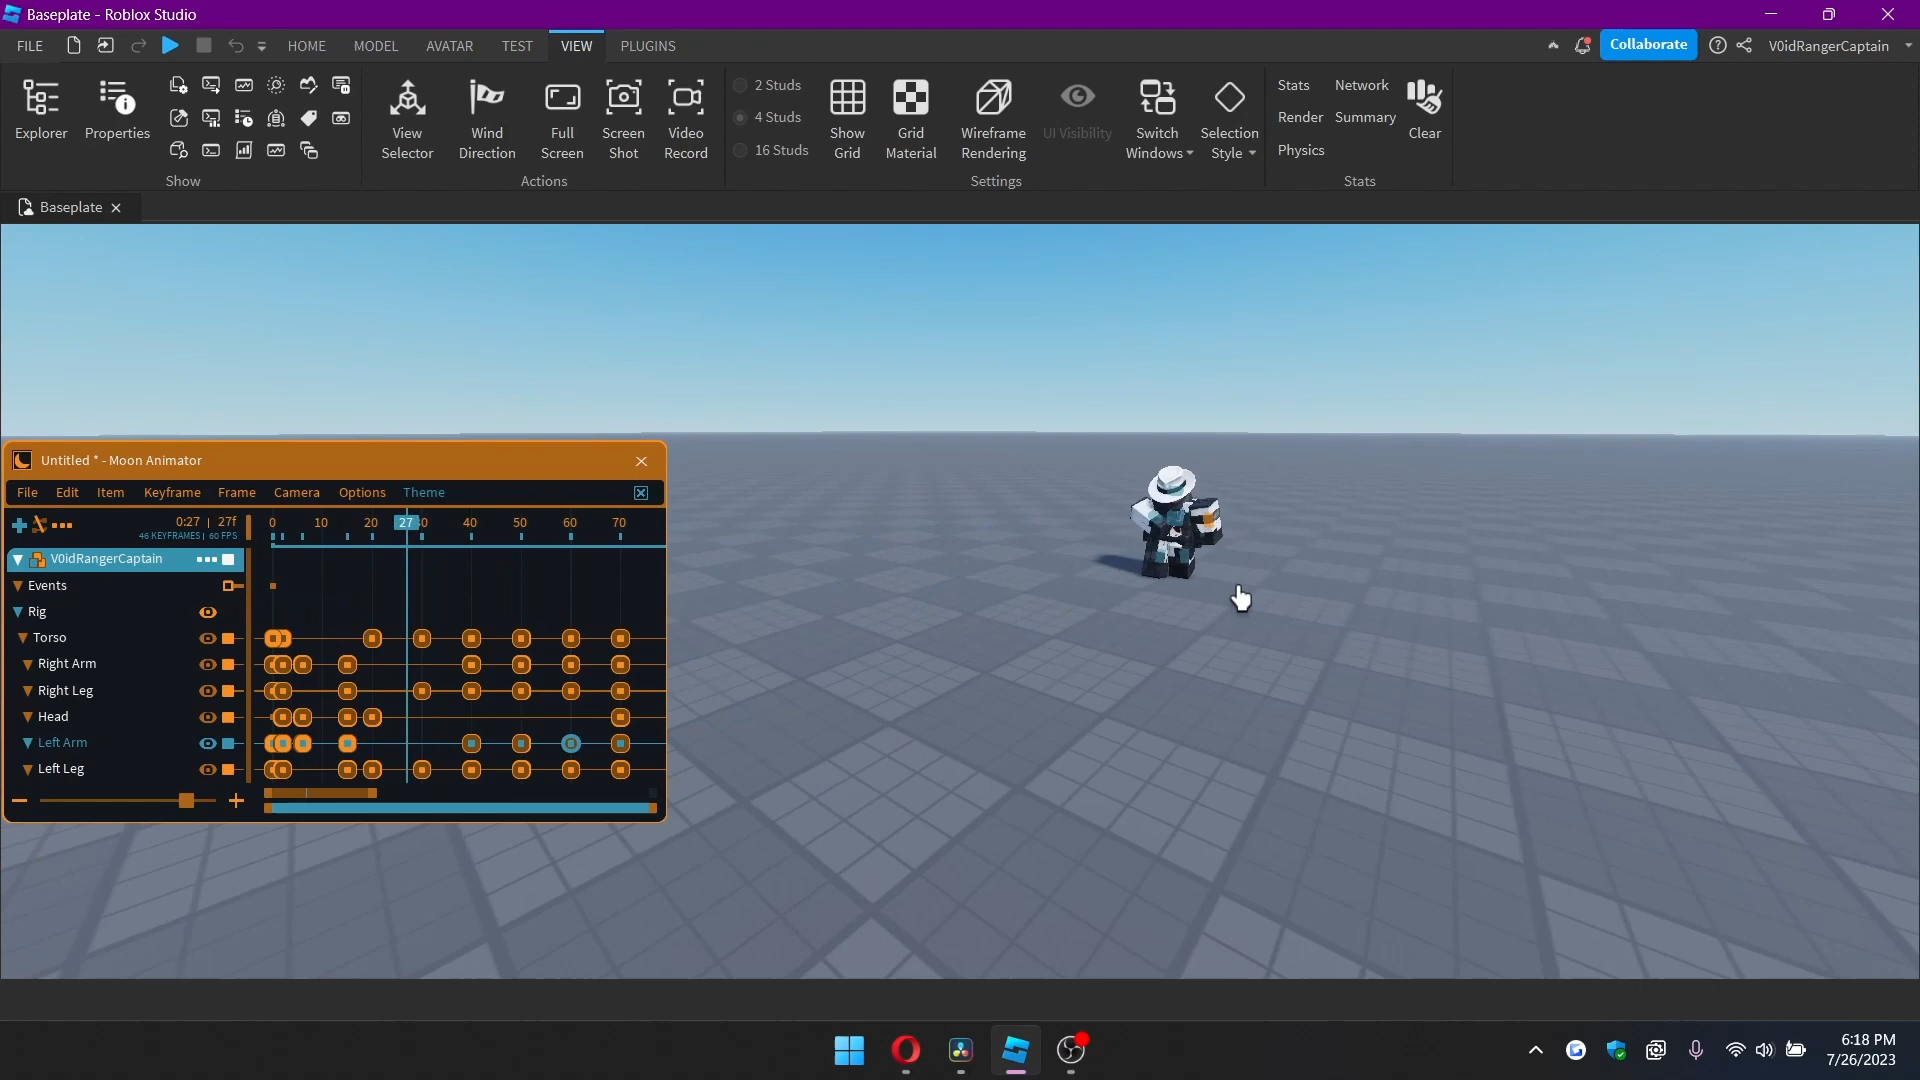 Baseplate - Roblox Studio
FILE HOME MODEL AVATAR TEST VIEW PLUGINS Collaborate V0idRangerCaptain
Explorer Properties
Show
View Selector
Wind Direction
Full Screen
Screen Shot
Video Record
Actions
2 Studs
4 Studs
16 Studs
Show Grid
Grid Material
Wireframe Rendering
UI Visibility
Switch Windows
Selection Style
Settings
Stats Network
Render Summary
Physics
Clear
Stats
Baseplate
Untitled * - Moon Animator
File Edit Item Keyframe Frame Camera Options Theme
0:27 | 27f
46 KEYFRAMES | 60 FPS
0 10 20 27 40 50 60 70
V0idRangerCaptain
Events
Rig
Torso
Right Arm
Right Leg
Head
Left Arm
Left Leg
6:18 PM
7/26/2023